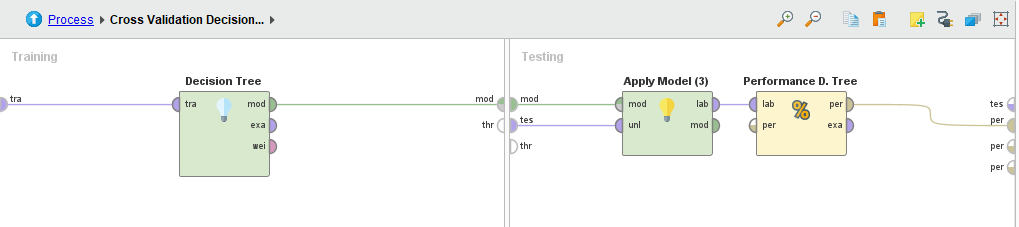 Process Cross Validation Decision...
Training
Testing
Decision Tree
Apply Model (3)
Performance D. Tree
tra
tra
mod
exa
wei
mod
thr
mod
tes
thr
mod
unl
lab
mod
lab
per
per
exa
tes
per
per
per